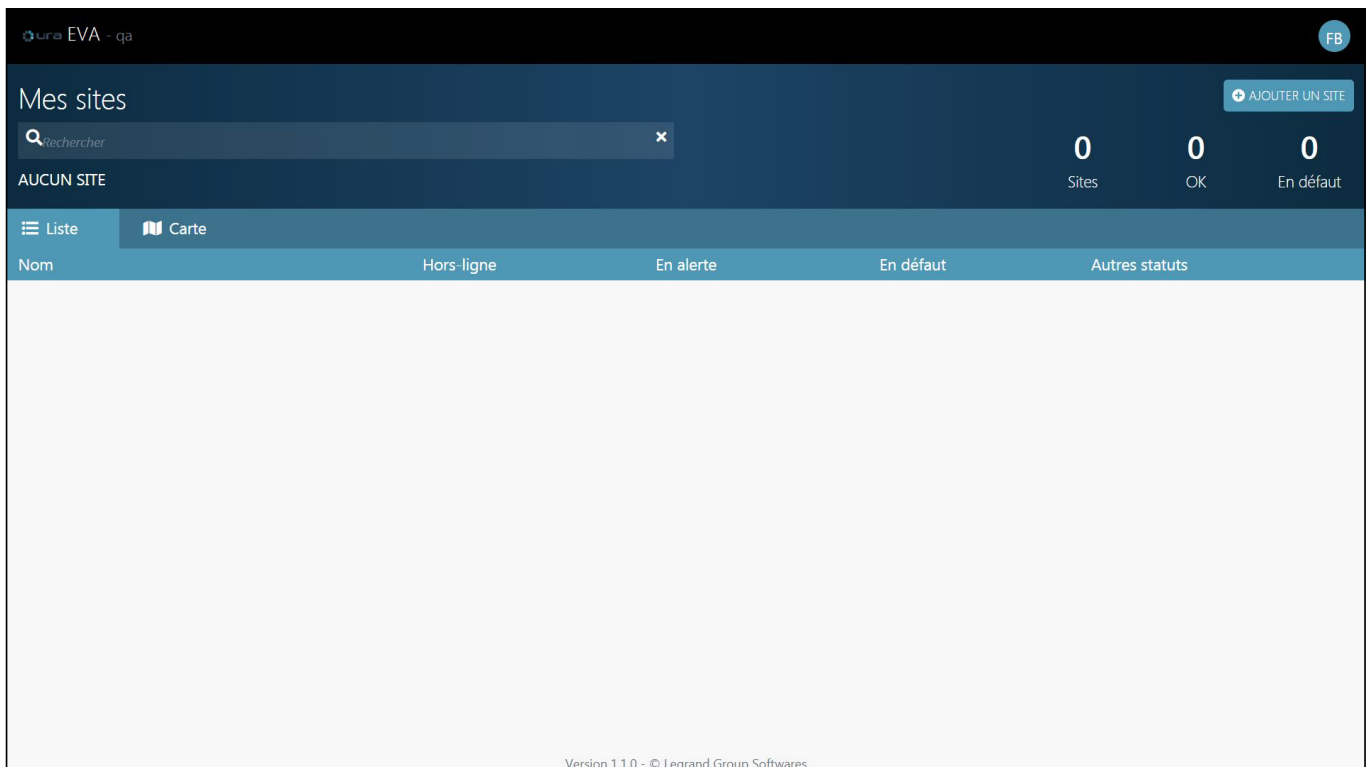 ura EVA - qa
FB
Mes sites
AJOUTER UN SITE
Rechercher
0 0 0
AUCUN SITE
Sites OK En défaut
Liste Carte
Nom Hors-ligne En alerte En défaut Autres statuts
Version 1.1.0 - © Legrand Group Softwares